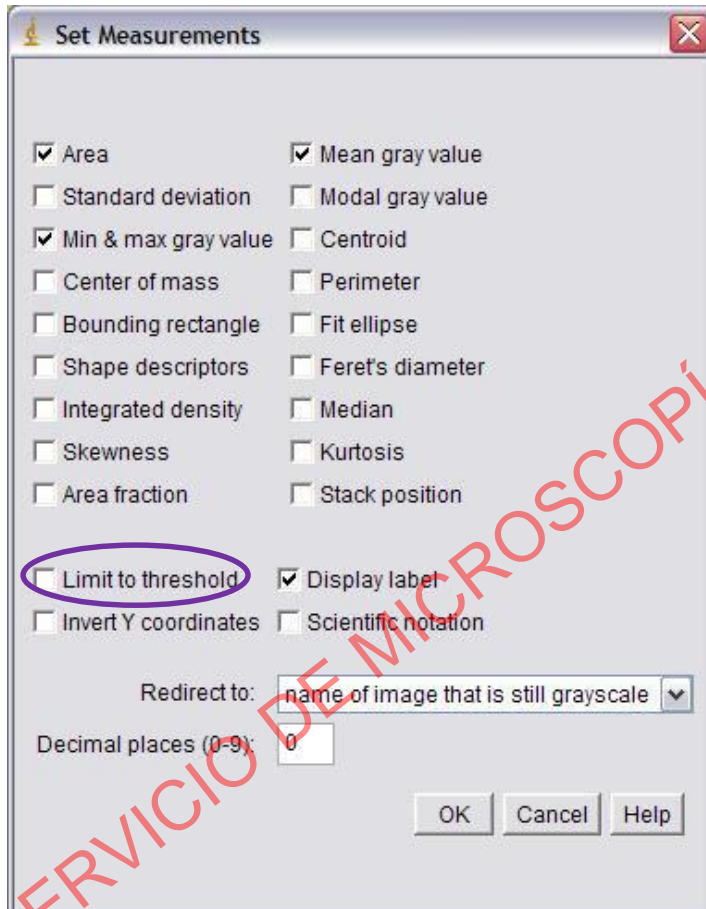 Set Measurements
Area Mean gray value
Standard deviation Modal gray value
Min & max gray value Centroid
Center of mass Perimeter
Bounding rectangle Fit ellipse
Shape descriptors Feret's diameter
Integrated density Median
Skewness Kurtosis
Area fraction Stack position
Limit to threshold Display label
Invert Y coordinates Scientific notation
Redirect to: name of image that is still grayscale
Decimal places (0-9): 0
OK Cancel Help
ERVICIO DE MICROSCOPÍ